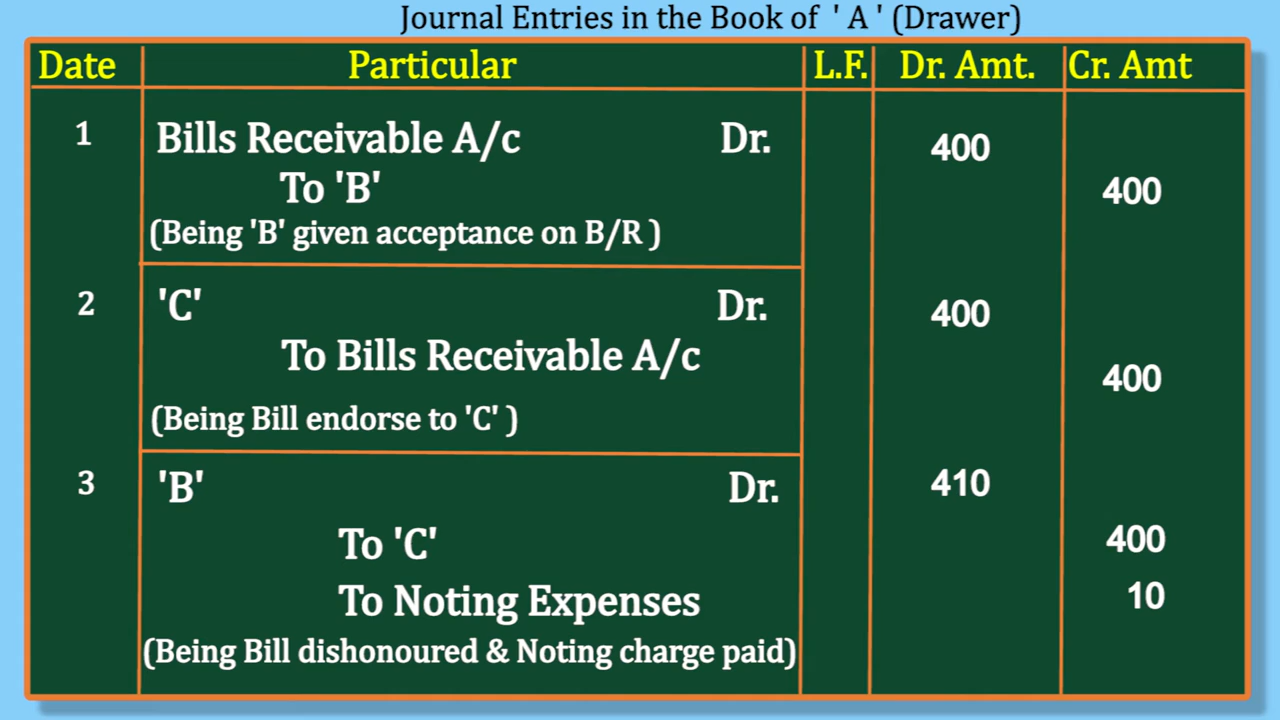 Journal Entries in the Book of ' A ' (Drawer)
Date Particular L.F. Dr. Amt. Cr. Amt
1 Bills Receivable A/c Dr. 400
To 'B' 400
(Being 'B' given acceptance on B/R )
2 'C' Dr. 400
To Bills Receivable A/c 400
(Being Bill endorse to 'C' )
3 'B' Dr. 410
To 'C' 400
To Noting Expenses 10
(Being Bill dishonoured & Noting charge paid)